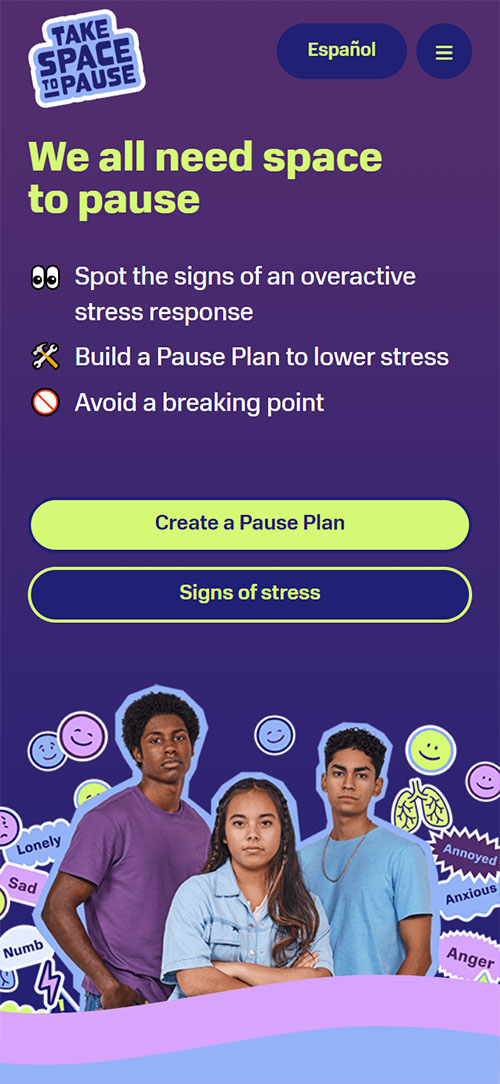 TAKE
SPACE
TO PAUSE
Español
We all need space
to pause
Spot the signs of an overactive
stress response
Build a Pause Plan to lower stress
Avoid a breaking point
Create a Pause Plan
Signs of stress
Lonely
Annoyed
Sad
Anxious
Numb
Anger